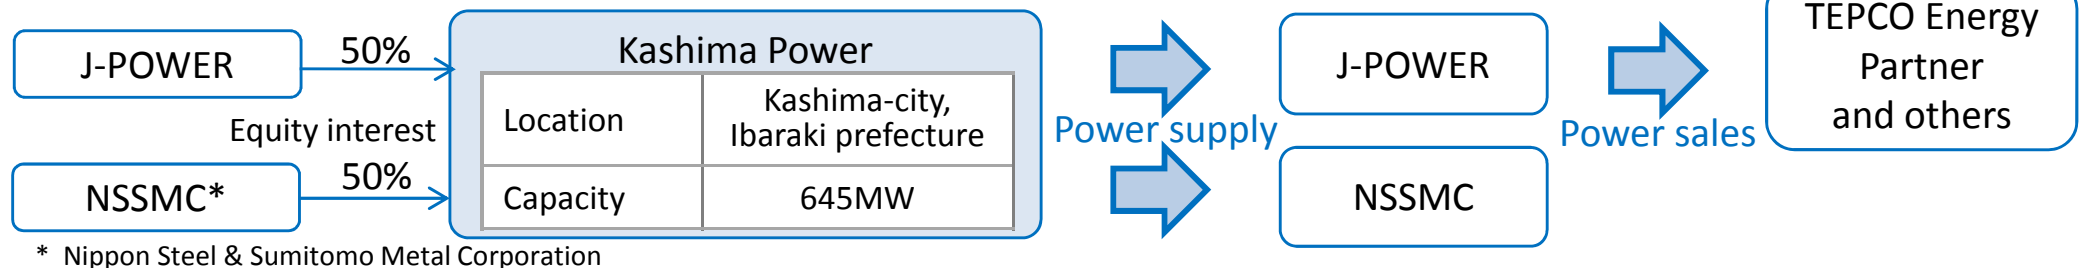 J-POWER
50%
Equity interest
NSSMC*
50%
Kashima Power
Location
Kashima-city,
Ibaraki prefecture
Capacity
645MW
Power supply
J-POWER
NSSMC
Power sales
TEPCO Energy
Partner
and others
* Nippon Steel & Sumitomo Metal Corporation